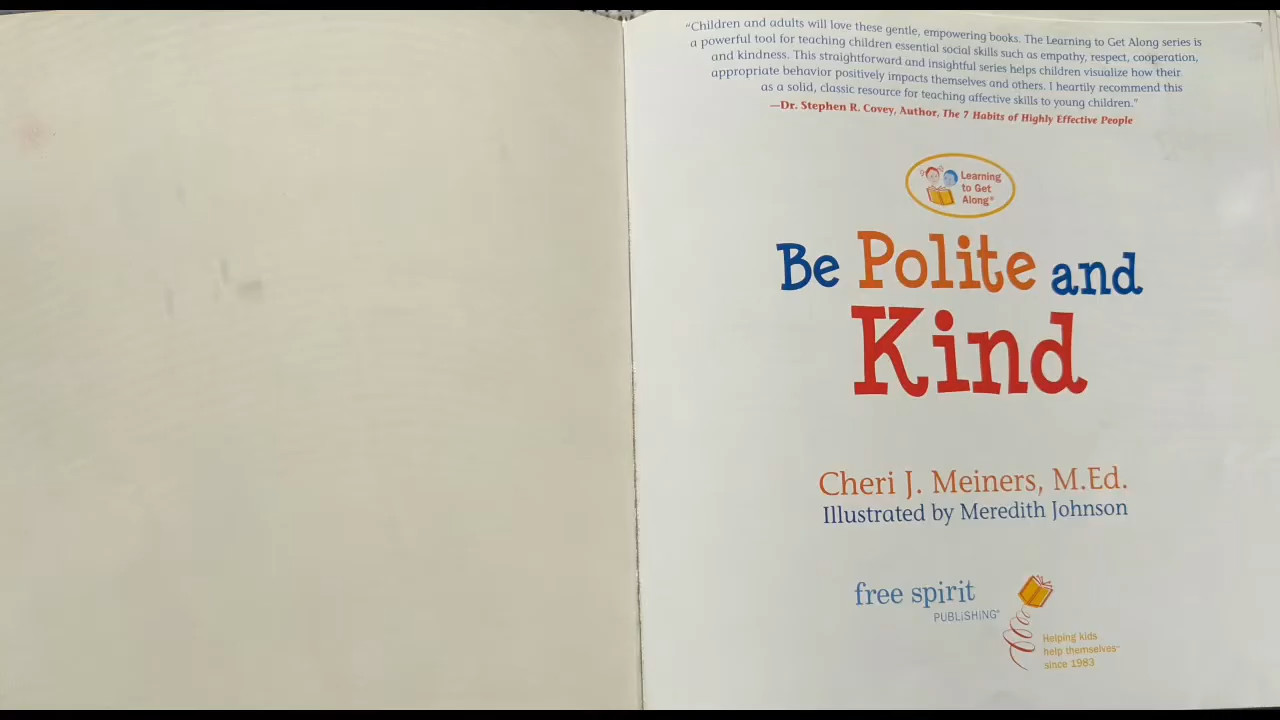 “Children and adults will love these gentle, empowering books. The Learning to Get Along series is
a powerful tool for teaching children essential social skills such as empathy, respect, cooperation,
and kindness. This straightforward and insightful series helps children visualize how their
appropriate behavior positively impacts themselves and others. I heartily recommend this
as a solid, classic resource for teaching affective skills to young children.”
—Dr. Stephen R. Covey, Author, The 7 Habits of Highly Effective People
Learning
to Get
Along®
Be Polite and
Kind
Cheri J. Meiners, M.Ed.
Illustrated by Meredith Johnson
free spirit
PUBLiSHiNG®
Helping kids
help themselves™
since 1983